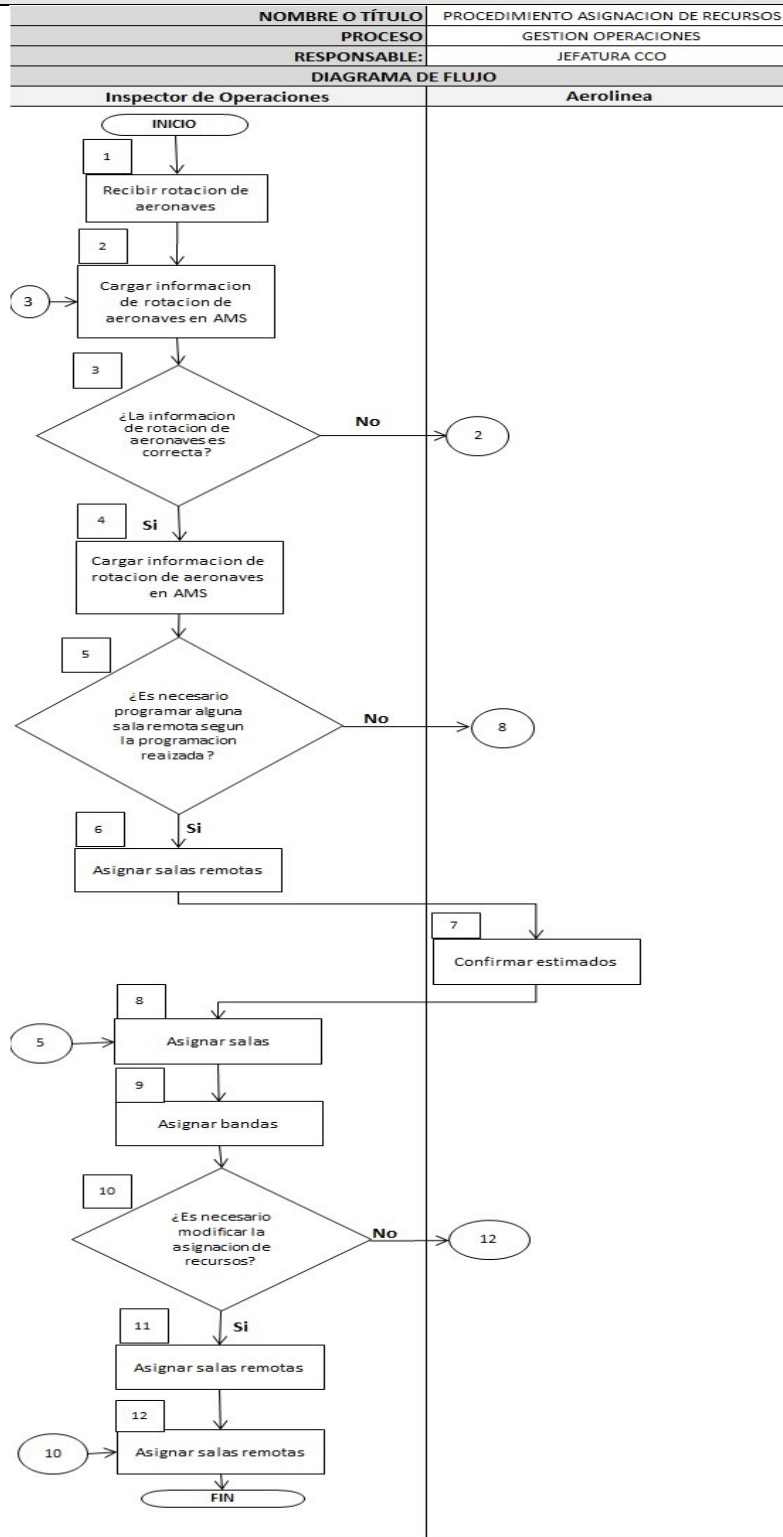 NOMBRE O TÍTULO PROCEDIMIENTO ASIGNACION DE RECURSOS
PROCESO GESTION OPERACIONES
RESPONSABLE: JEFATURA CCO
DIAGRAMA DE FLUJO
Inspector de Operaciones Aerolinea
INICIO
1
Recibir rotacion de
aeronaves
2
3
Cargar informacion
de rotacion de
aeronaves en AMS
3
¿La informacion
de rotacion de
aeronaves es
correcta?
No
2
4
Si
Cargar informacion de
rotacion de aeronaves
en AMS
5
¿Es necesario
programar alguna
sala remota segun
la programacion
reaizada?
No
8
6
Si
Asignar salas remotas
7
Confirmar estimados
8
5
Asignar salas
9
Asignar bandas
10
¿Es necesario
modificar la
asignacion de
recursos?
No
12
11
Si
Asignar salas remotas
12
10
Asignar salas remotas
FIN